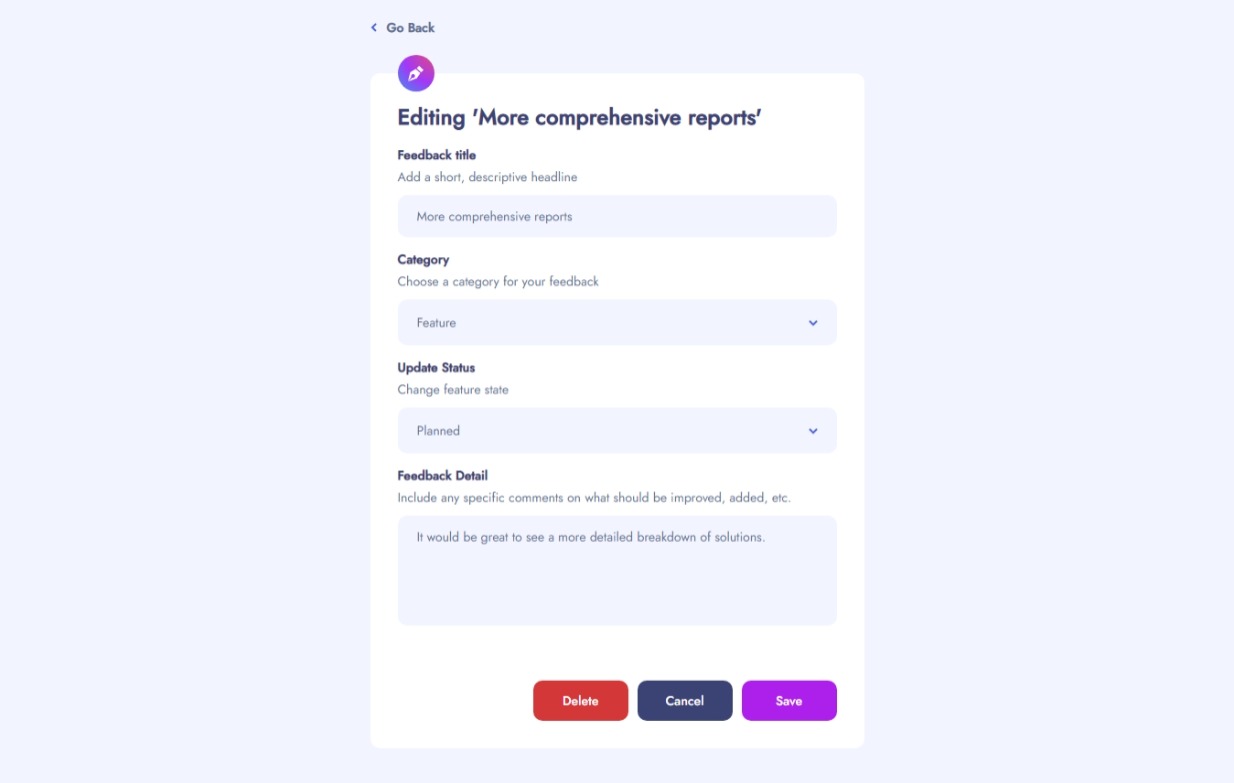 Go Back
Editing 'More comprehensive reports'
Feedback title
Add a short, descriptive headline
More comprehensive reports
Category
Choose a category for your feedback
Feature
Update Status
Change feature state
Planned
Feedback Detail
Include any specific comments on what should be improved, added, etc.
It would be great to see a more detailed breakdown of solutions.
Delete
Cancel
Save